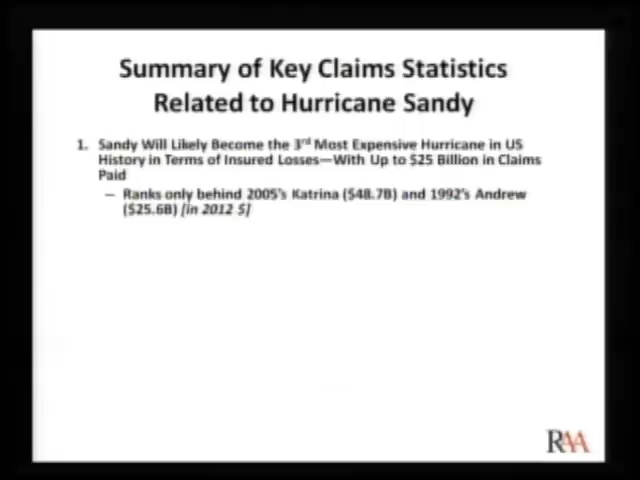 Summary of Key Claims Statistics
Related to Hurricane Sandy
1. Sandy Will Likely Become the 3rd Most Expensive Hurricane in US
History in Terms of Insured Losses—With Up to $25 Billion in Claims
Paid
– Ranks only behind 2005's Katrina ($48.7B) and 1992's Andrew
($25.6B) [in 2012 $]
RAA